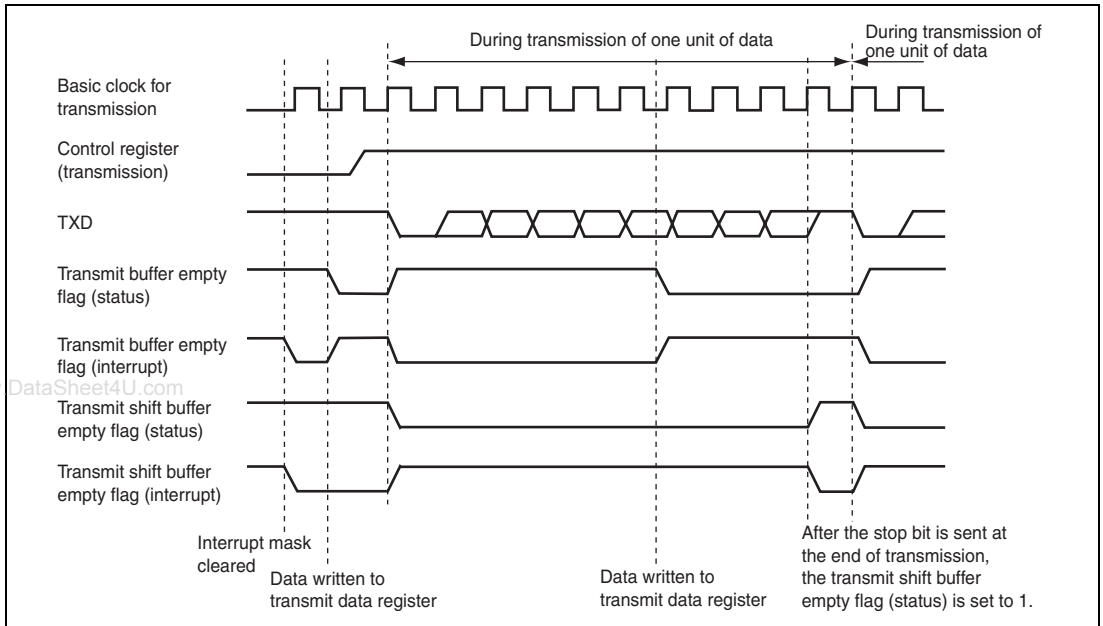 During transmission of one unit of data
During transmission of
one unit of data
Basic clock for
transmission
Control register
(transmission)
TXD
Transmit buffer empty
flag (status)
Transmit buffer empty
flag (interrupt)
DataSheet4U.com
Transmit shift buffer
empty flag (status)
Transmit shift buffer
empty flag (interrupt)
Interrupt mask
cleared
Data written to
transmit data register
Data written to
transmit data register
After the stop bit is sent at
the end of transmission,
the transmit shift buffer
empty flag (status) is set to 1.